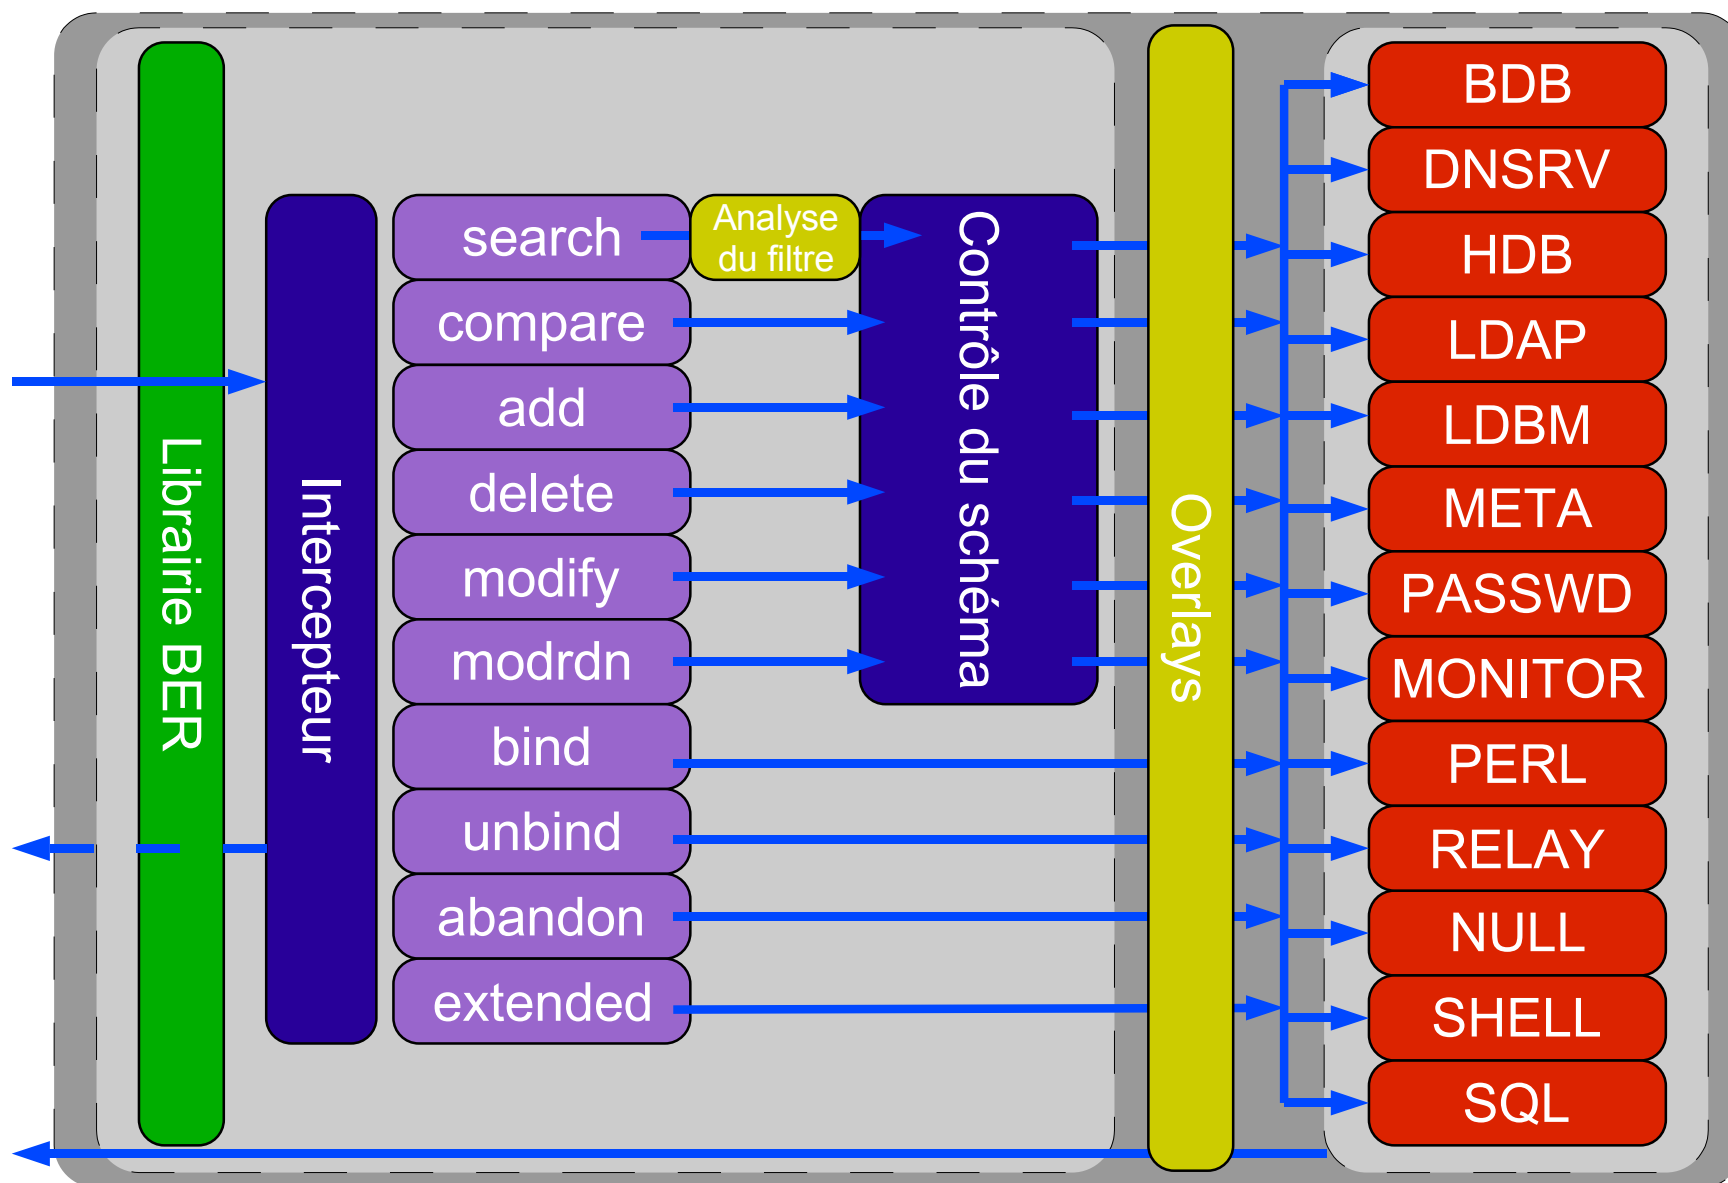 Librairie BER
Intercepteur
search
compare
add
delete
modify
modrdn
bind
unbind
abandon
extended
Analyse
du filtre
Contrôle du schéma
Overlays
BDB
DNSRV
HDB
LDAP
LDBM
META
PASSWD
MONITOR
PERL
RELAY
NULL
SHELL
SQL